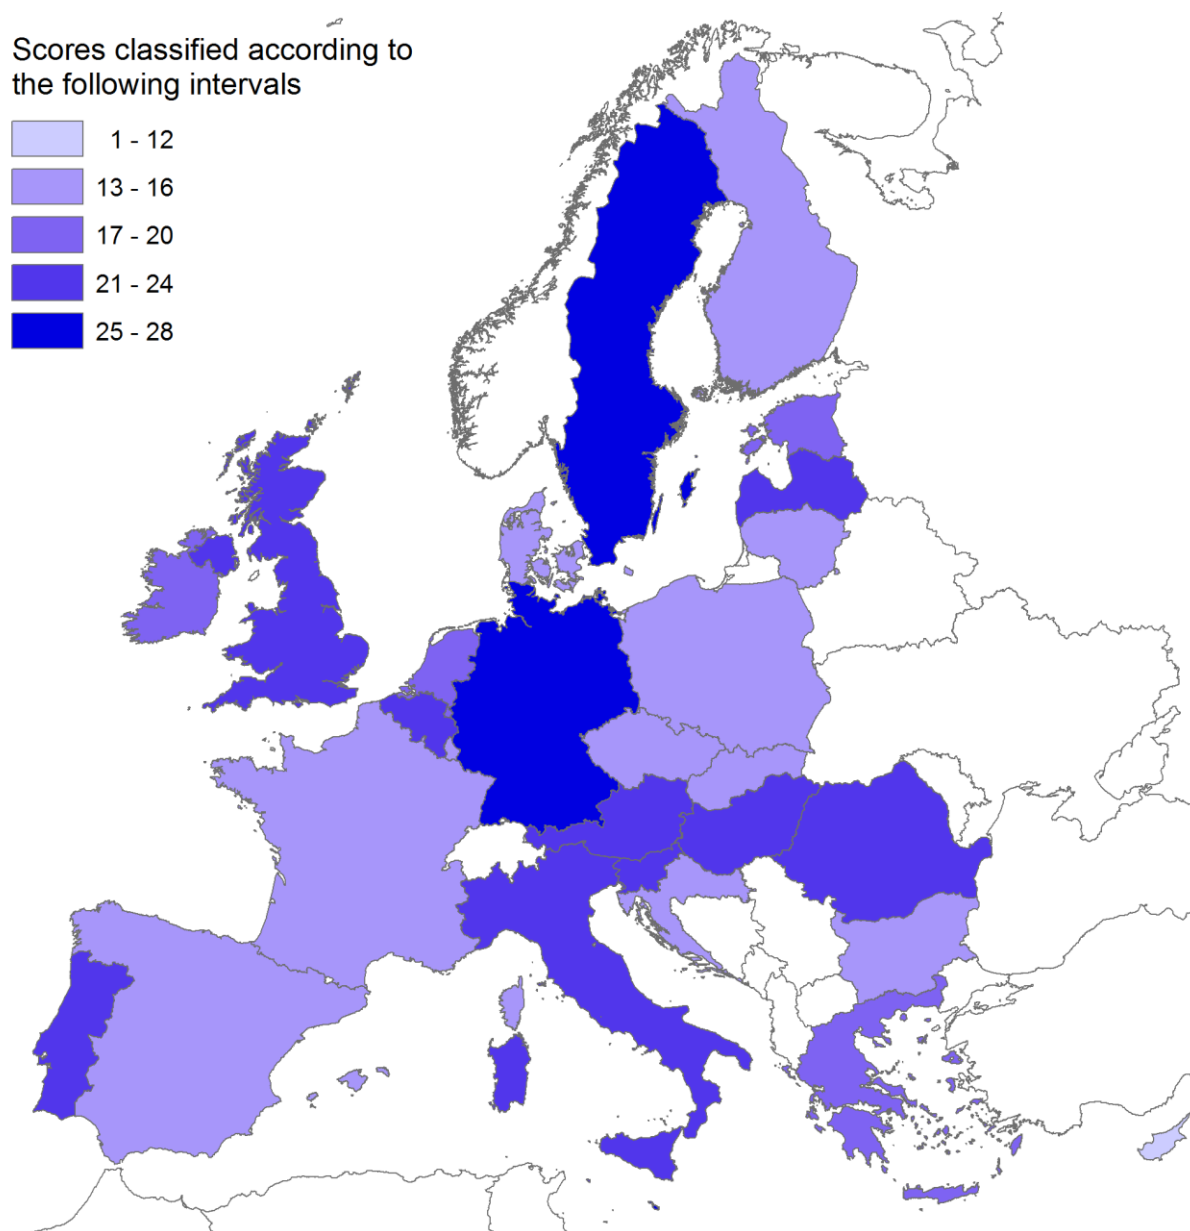 Scores classified according to
the following intervals
1 - 12
13 - 16
17 - 20
21 - 24
25 - 28